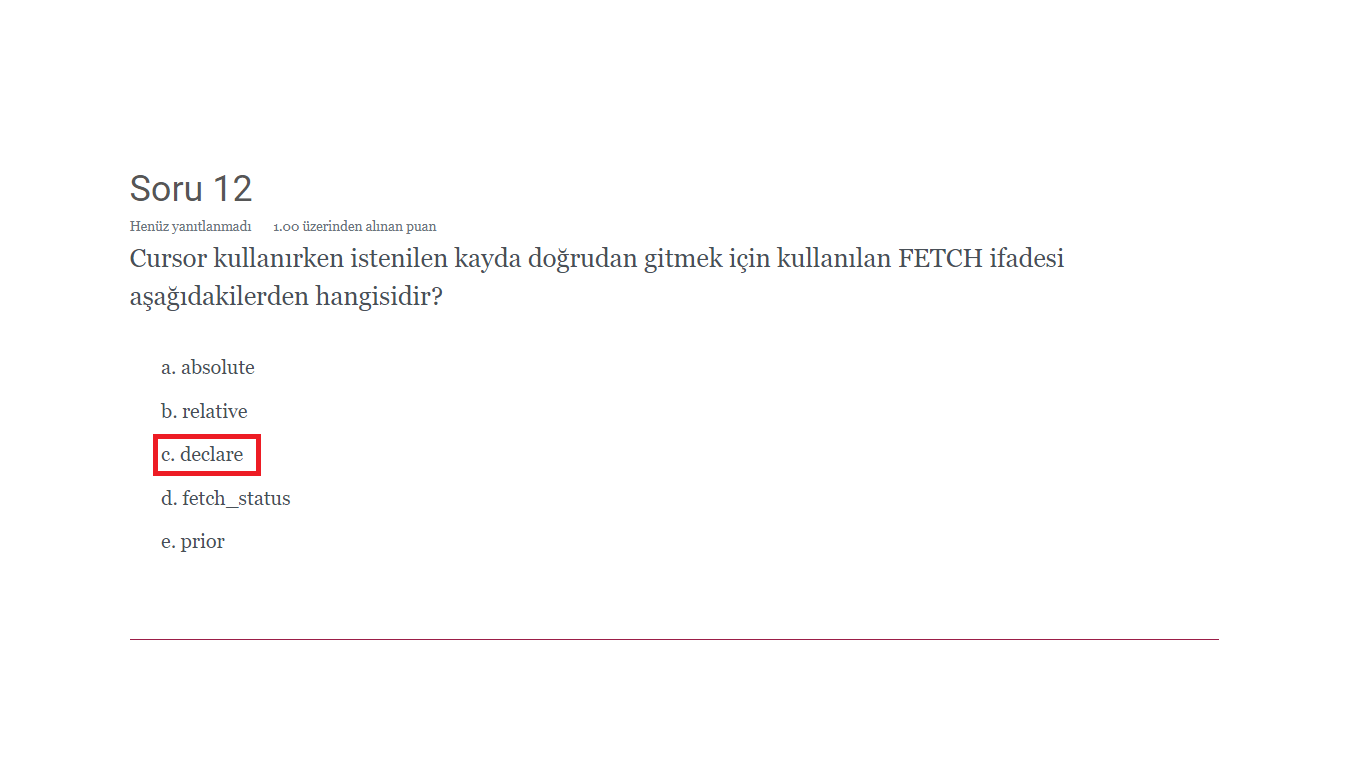 Soru 12
Henüz yanıtlanmadı 1.00 üzerinden alınan puan
Cursor kullanırken istenilen kayda doğrudan gitmek için kullanılan FETCH ifadesi
aşağıdakilerden hangisidir?
a. absolute
b. relative
c. declare
d. fetch_status
e. prior